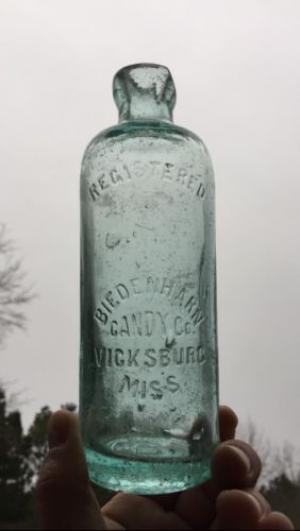 REGISTERED
BIEDENHARN
CANDY Co
VICKSBURG
MISS.